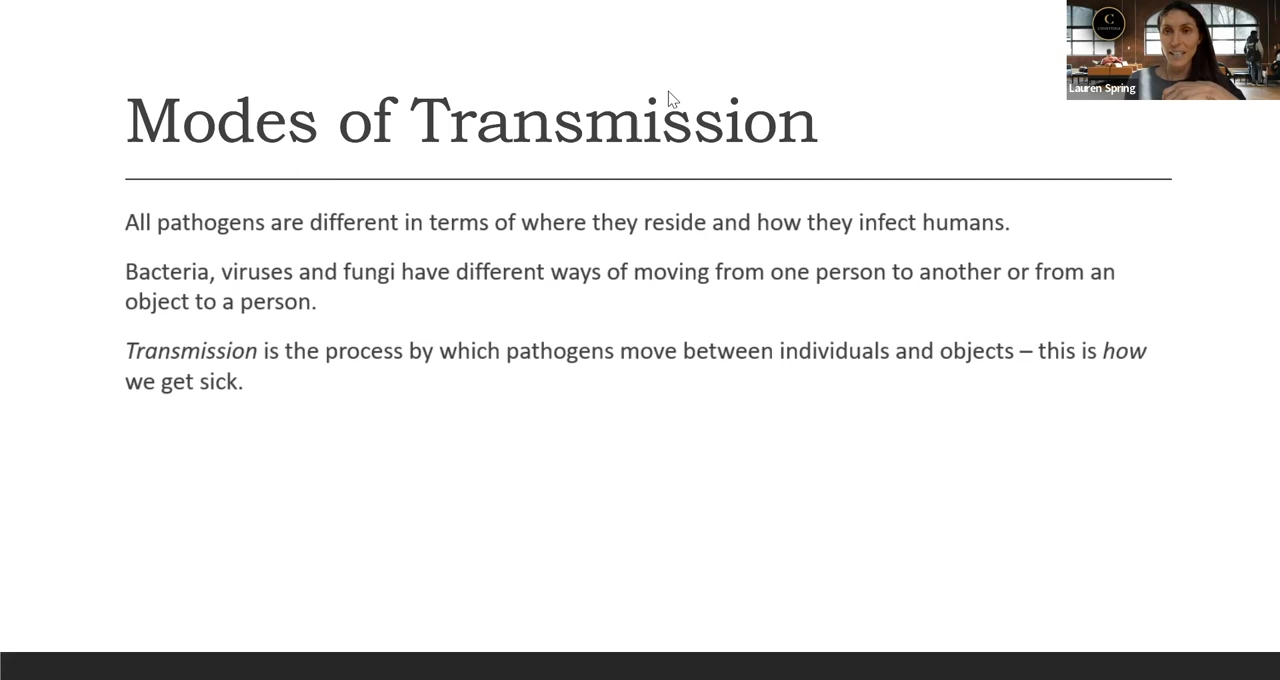 C
Lauren Spring
Modes of Transmission
All pathogens are different in terms of where they reside and how they infect humans.
Bacteria, viruses and fungi have different ways of moving from one person to another or from an
object to a person.
Transmission is the process by which pathogens move between individuals and objects – this is how
we get sick.